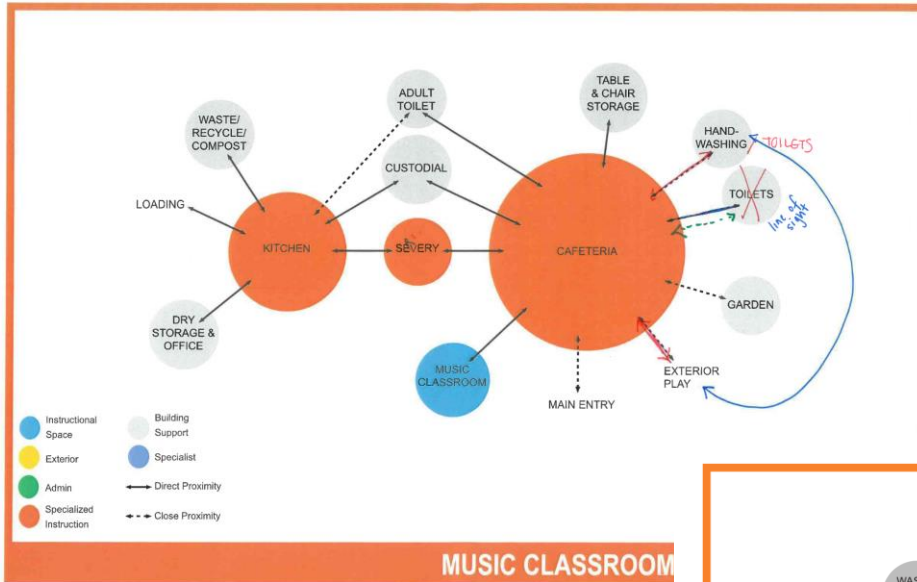 ADULT
TOILET
TABLE
& CHAIR
STORAGE
WASTE/
RECYCLE/
COMPOST
HAND-
WASHING
/TOILETS
CUSTODIAL
TOILETS
line of
sight
LOADING
KITCHEN
SEVERY
CAFETERIA
GARDEN
DRY
STORAGE &
OFFICE
MUSIC
CLASSROOM
EXTERIOR
PLAY
MAIN ENTRY
Instructional
Space
Building
Support
Exterior
Specialist
Admin
Direct Proximity
Specialized
Instruction
Close Proximity
MUSIC CLASSROOM
WAS